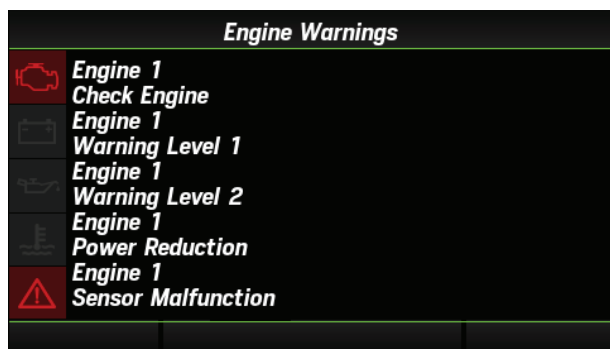 Engine Warnings
Engine 1
Check Engine
Engine 1
Warning Level 1
Engine 1
Warning Level 2
Engine 1
Power Reduction
Engine 1
Sensor Malfunction